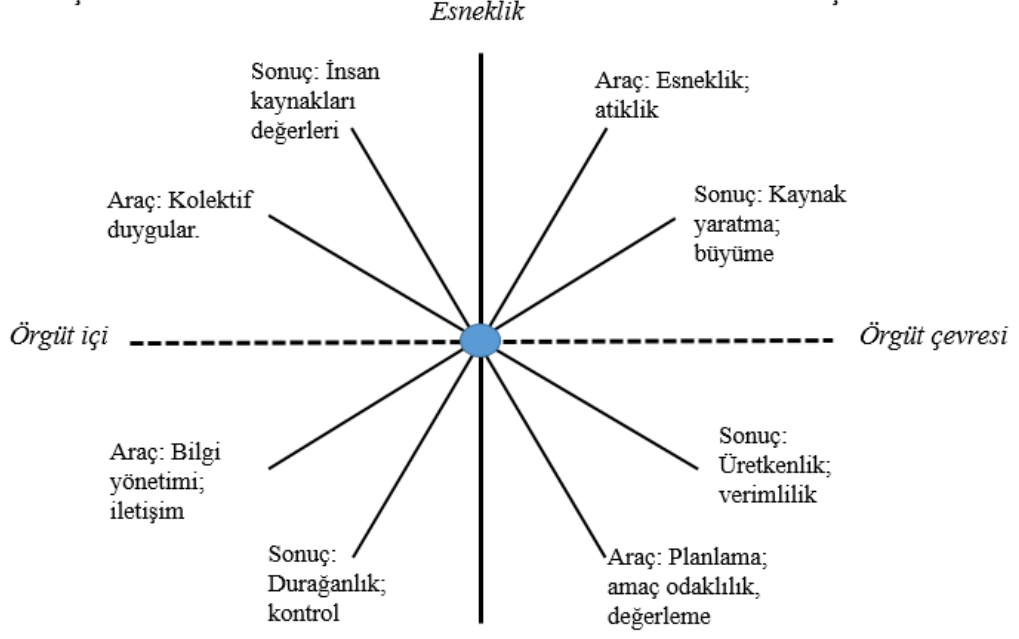 Esneklik
Sonuç: İnsan
kaynakları
değerleri
Araç: Esneklik;
atiklik
Araç: Kolektif
duygular.
Sonuç: Kaynak
yaratma;
büyüme
Örgüt içi
Örgüt çevresi
Araç: Bilgi
yönetimi;
iletişim
Sonuç:
Üretkenlik;
verimlilik
Sonuç:
Durağanlık;
kontrol
Araç: Planlama;
amaç odaklılık,
değerleme